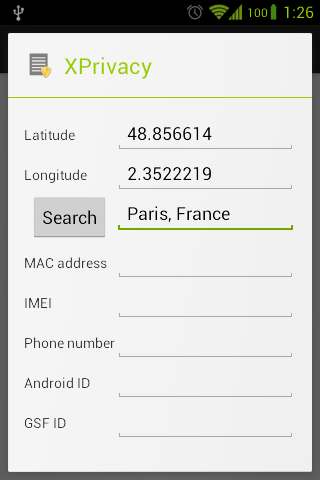 100 1:26
XPrivacy
Latitude 48.856614
Longitude 2.3522219
Search Paris, France
MAC address
IMEI
Phone number
Android ID
GSF ID